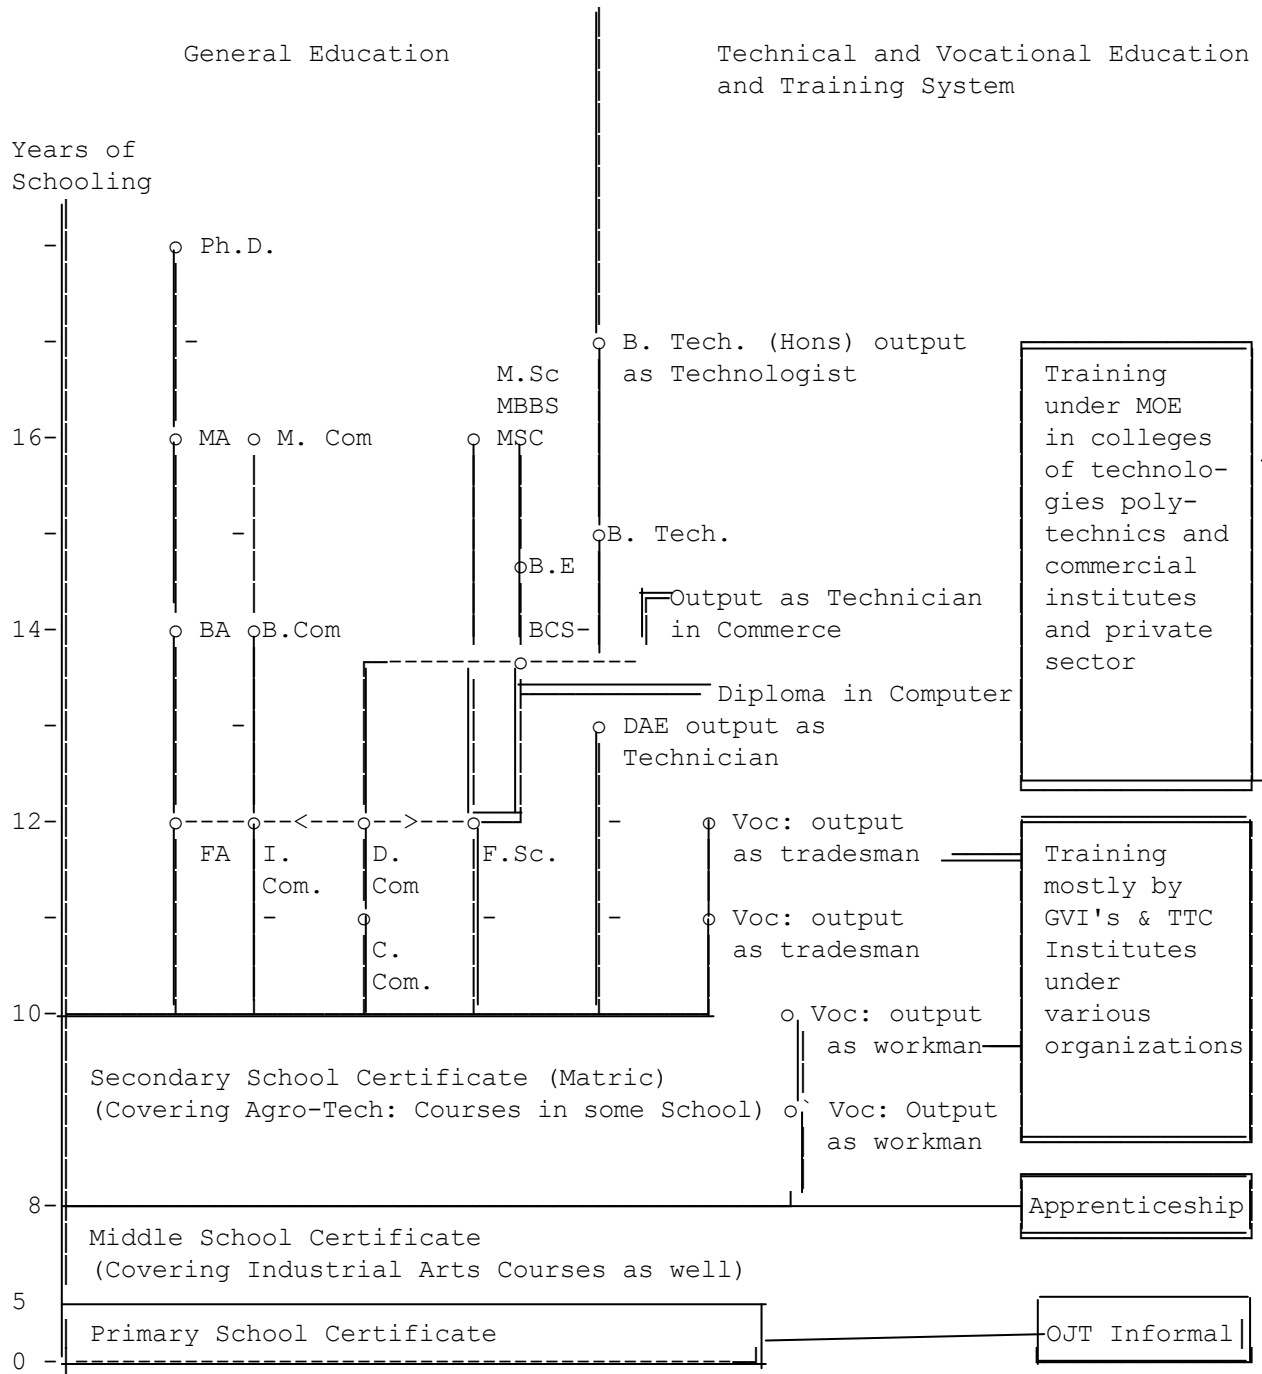 General Education
Technical and Vocational Education
and Training System
Years of
Schooling
Ph.D.
B. Tech. (Hons) output
as Technologist
M.Sc
MBBS
MSC
16-
MA
M. Com
B. Tech.
B.E
Output as Technician
in Commerce
14-
BA
B.Com
BCS-
Diploma in Computer
DAE output as
Technician
Training
under MOE
in colleges
of technolo-
gies poly-
technics and
commercial
institutes
and private
sector
12-
FA
I.
Com.
D.
Com
F.Sc.
Voc: output
as tradesman
C.
Com.
Voc: output
as tradesman
Training
mostly by
GVI's & TTC
Institutes
under
various
organizations
10-
Voc: output
as workman
Secondary School Certificate (Matric)
(Covering Agro-Tech: Courses in some School)
Voc: Output
as workman
8-
Apprenticeship
Middle School Certificate
(Covering Industrial Arts Courses as well)
5
Primary School Certificate
OJT Informal
0 -